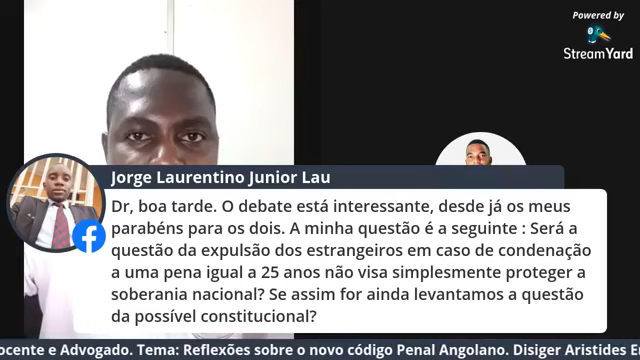 Powered by
StreamYard
Jorge Laurentino Junior Lau
Dr, boa tarde. O debate está interessante, desde já os meus
parabéns para os dois. A minha questão é a seguinte : Será a
questão da expulsão dos estrangeiros em caso de condenação
a uma pena igual a 25 anos não visa simplesmente proteger a
soberania nacional? Se assim for ainda levantamos a questão
da possível constitucional?
ocente e Advogado. Tema: Reflexões sobre o novo código Penal Angolano. Disiger Aristides